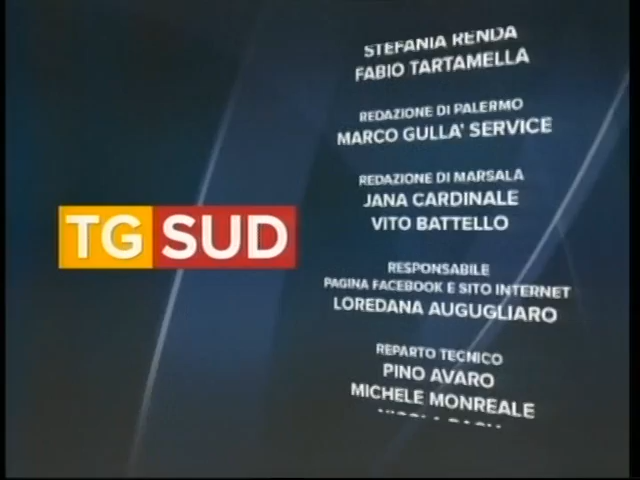 STEFANIA RENDA
FABIO TARTAMELLA
REDAZIONE DI PALERMO
MARCO GULLA' SERVICE
REDAZIONE DI MARSALA
JANA CARDINALE
VITO BATTELLO
RESPONSABILE
PAGINA FACEBOOK E SITO INTERNET
LOREDANA AUGUGLIARO
REPARTO TECNICO
PINO AVARO
MICHELE MONREALE
TG SUD